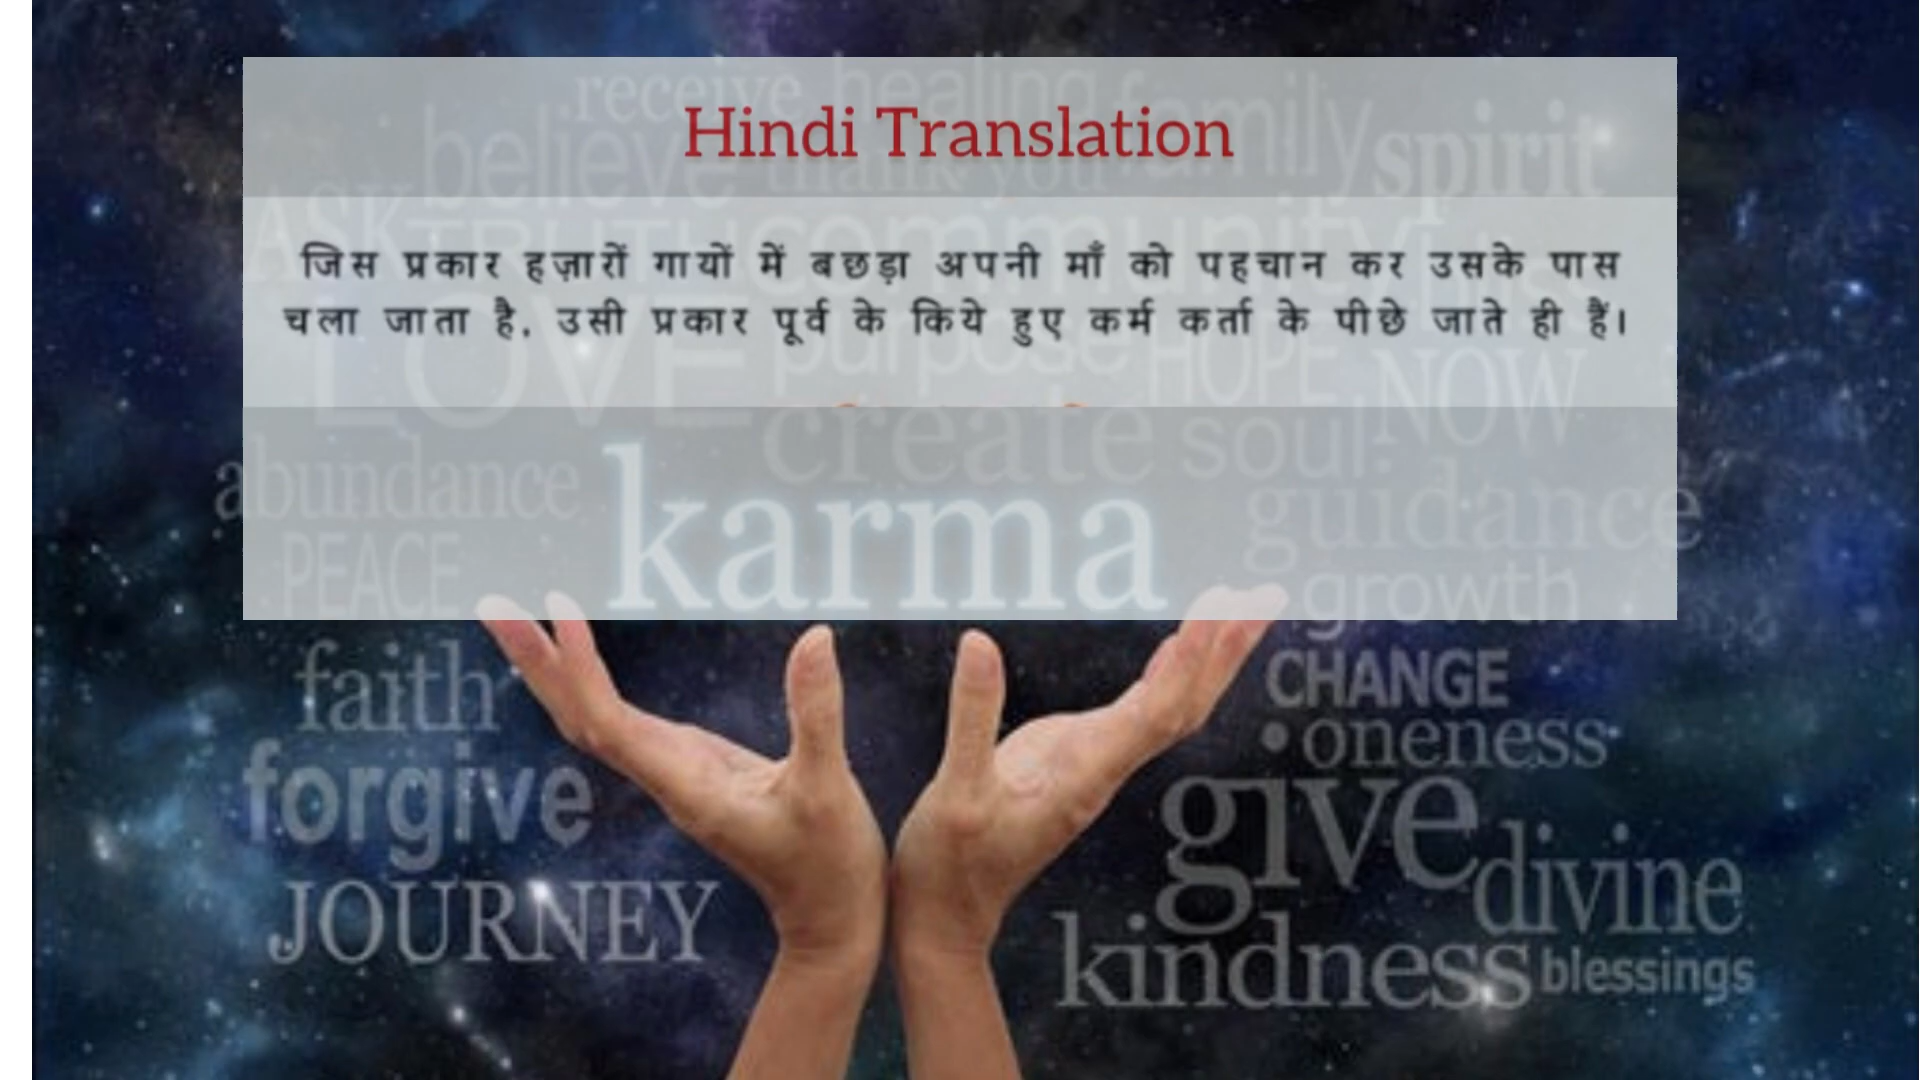 receive healing family
Hindi Translation
believe thank you spirit
ASK TRUTH community
जिस प्रकार हज़ारों गायों में बछड़ा अपनी माँ को पहचान कर उसके पास
चला जाता है, उसी प्रकार पूर्व के किये हुए कर्म कर्ता के पीछे जाते ही हैं।
LOVE purpose HOPE NOW
create soul
abundance karma guidance
PEACE growth
faith CHANGE
•oneness
forgive give
divine
JOURNEY
kindness blessings